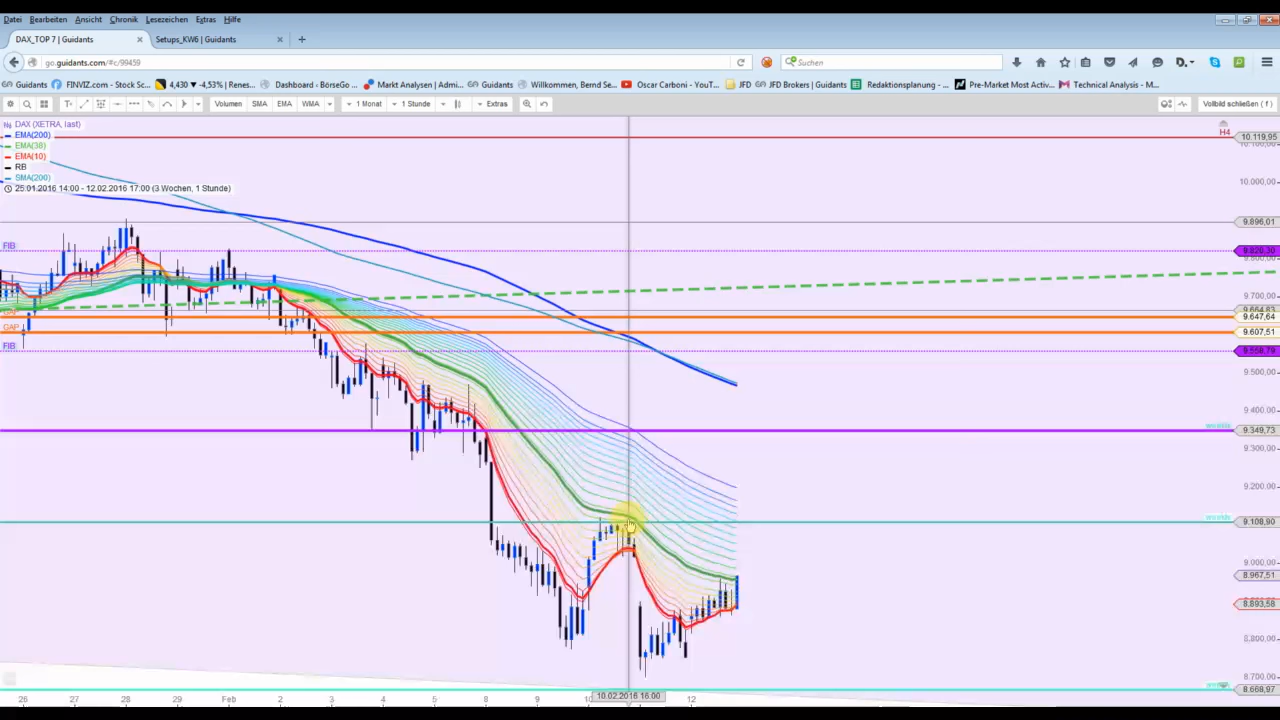 Datei Bearbeiten Ansicht Chronik Lesezeichen Extras Hilfe
DAX_TOP 7 | Guidants × Setups_KW6 | Guidants × +
go.guidants.com/#c/99459 Suchen
Guidants FINVIZ.com - Stock Sc... 4,430 ▼ -4,53% | Renes... Dashboard - BörseGo ... Markt Analysen | Admi... Guidants Willkommen, Bernd Se... Oscar Carboni - YouT... JFD JFD Brokers | Guidants Redaktionsplanung - ... Pre-Market Most Activ... Technical Analysis - M...
Volumen SMA EMA WMA 1 Monat 1 Stunde Extras Vollbild schließen ( f )
DAX (XETRA, last)
EMA(200)
EMA(38)
EMA(10)
RB
SMA(200)
25.01.2016 14:00 - 12.02.2016 17:00 (3 Wochen, 1 Stunde)
H4
10.119,95
10.000,00
9.896,01
FIB 9.820,30
9.700,00
GAP 9.647,64
GAP 9.607,51
FIB 9.558,79
9.500,00
9.400,00
9.349,73
9.300,00
9.200,00
9.108,90
9.000,00
8.967,51
8.893,58
8.800,00
8.700,00
8.668,97
26 27 28 29 Feb 2 3 4 5 8 9 10.02.2016 16:00 12